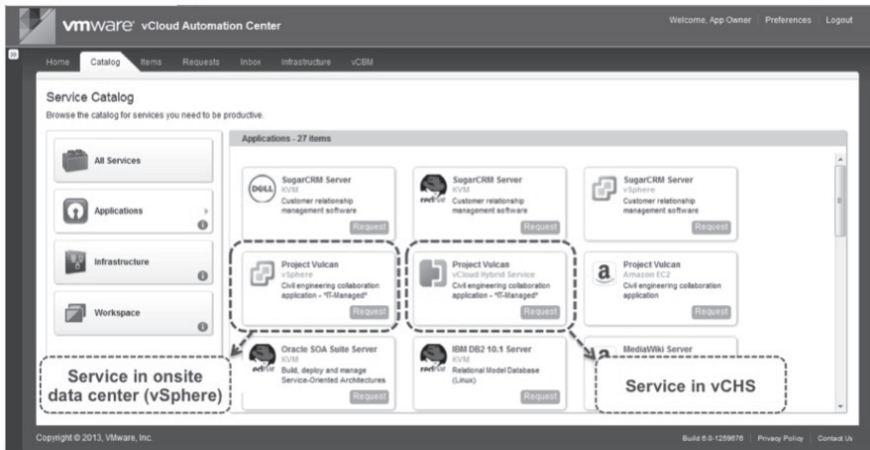 vmware vCloud Automation Center
Welcome, App Owner Preferences Logout
Home Catalog Items Requests Inbox Infrastructure vCBM
Service Catalog
Browse the catalog for services you need to be productive.
All Services
Applications
Infrastructure
Workspace
Applications - 27 items
DELL
SugarCRM Server
KVM
Customer relationship
management software
Request
redhat
SugarCRM Server
KVM
Customer relationship
management software
Request
SugarCRM Server
vSphere
Customer relationship
management software
Request
Project Vulcan
vSphere
Civil engineering collaboration
application - "IT-Managed"
Request
Project Vulcan
vCloud Hybrid Service
Civil engineering collaboration
application - "IT-Managed"
Request
a
Project Vulcan
Amazon EC2
Civil engineering collaboration
application
Request
Oracle SOA Suite Server
KVM
Build, deploy and manage
Service-Oriented Architectures
Request
IBM DB2 10.1 Server
KVM
Relational Model Database
(Linux)
Request
a
MediaWiki Server
Service in onsite
data center (vSphere)
Service in vCHS
Copyright © 2013, VMware, Inc.
Build 6.0-1259676 Privacy Policy Contact Us